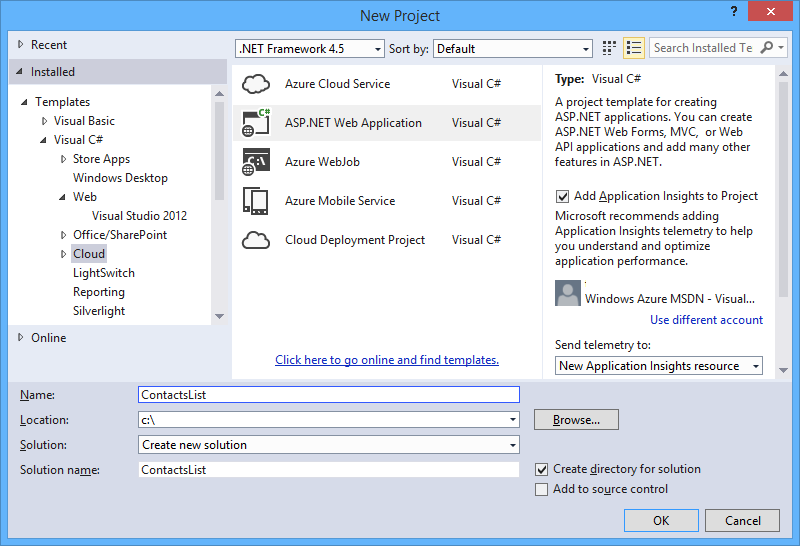 New Project
?
Recent
Installed
Templates
Visual Basic
Visual C#
Store Apps
Windows Desktop
Web
Visual Studio 2012
Office/SharePoint
Cloud
LightSwitch
Reporting
Silverlight
Online
.NET Framework 4.5
Sort by:
Default
Search Installed Te
Azure Cloud Service Visual C#
C#
ASP.NET Web Application Visual C#
C:\
Azure WebJob Visual C#
Azure Mobile Service Visual C#
Cloud Deployment Project Visual C#
Click here to go online and find templates.
Type: Visual C#
A project template for creating
ASP.NET applications. You can create
ASP.NET Web Forms, MVC, or Web
API applications and add many other
features in ASP.NET.
Add Application Insights to Project
Microsoft recommends adding
Application Insights telemetry to help
you understand and optimize
application performance.
Windows Azure MSDN - Visual...
Use different account
Send telemetry to:
New Application Insights resource
Name: ContactsList
Location: c:\
Browse...
Solution: Create new solution
Solution name: ContactsList
Create directory for solution
Add to source control
OK
Cancel